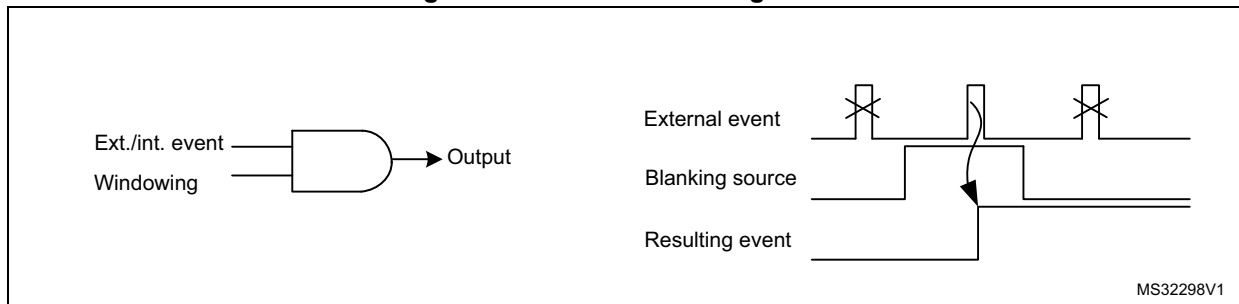 Ext./int. event
Windowing
Output
External event
Blanking source
Resulting event
MS32298V1